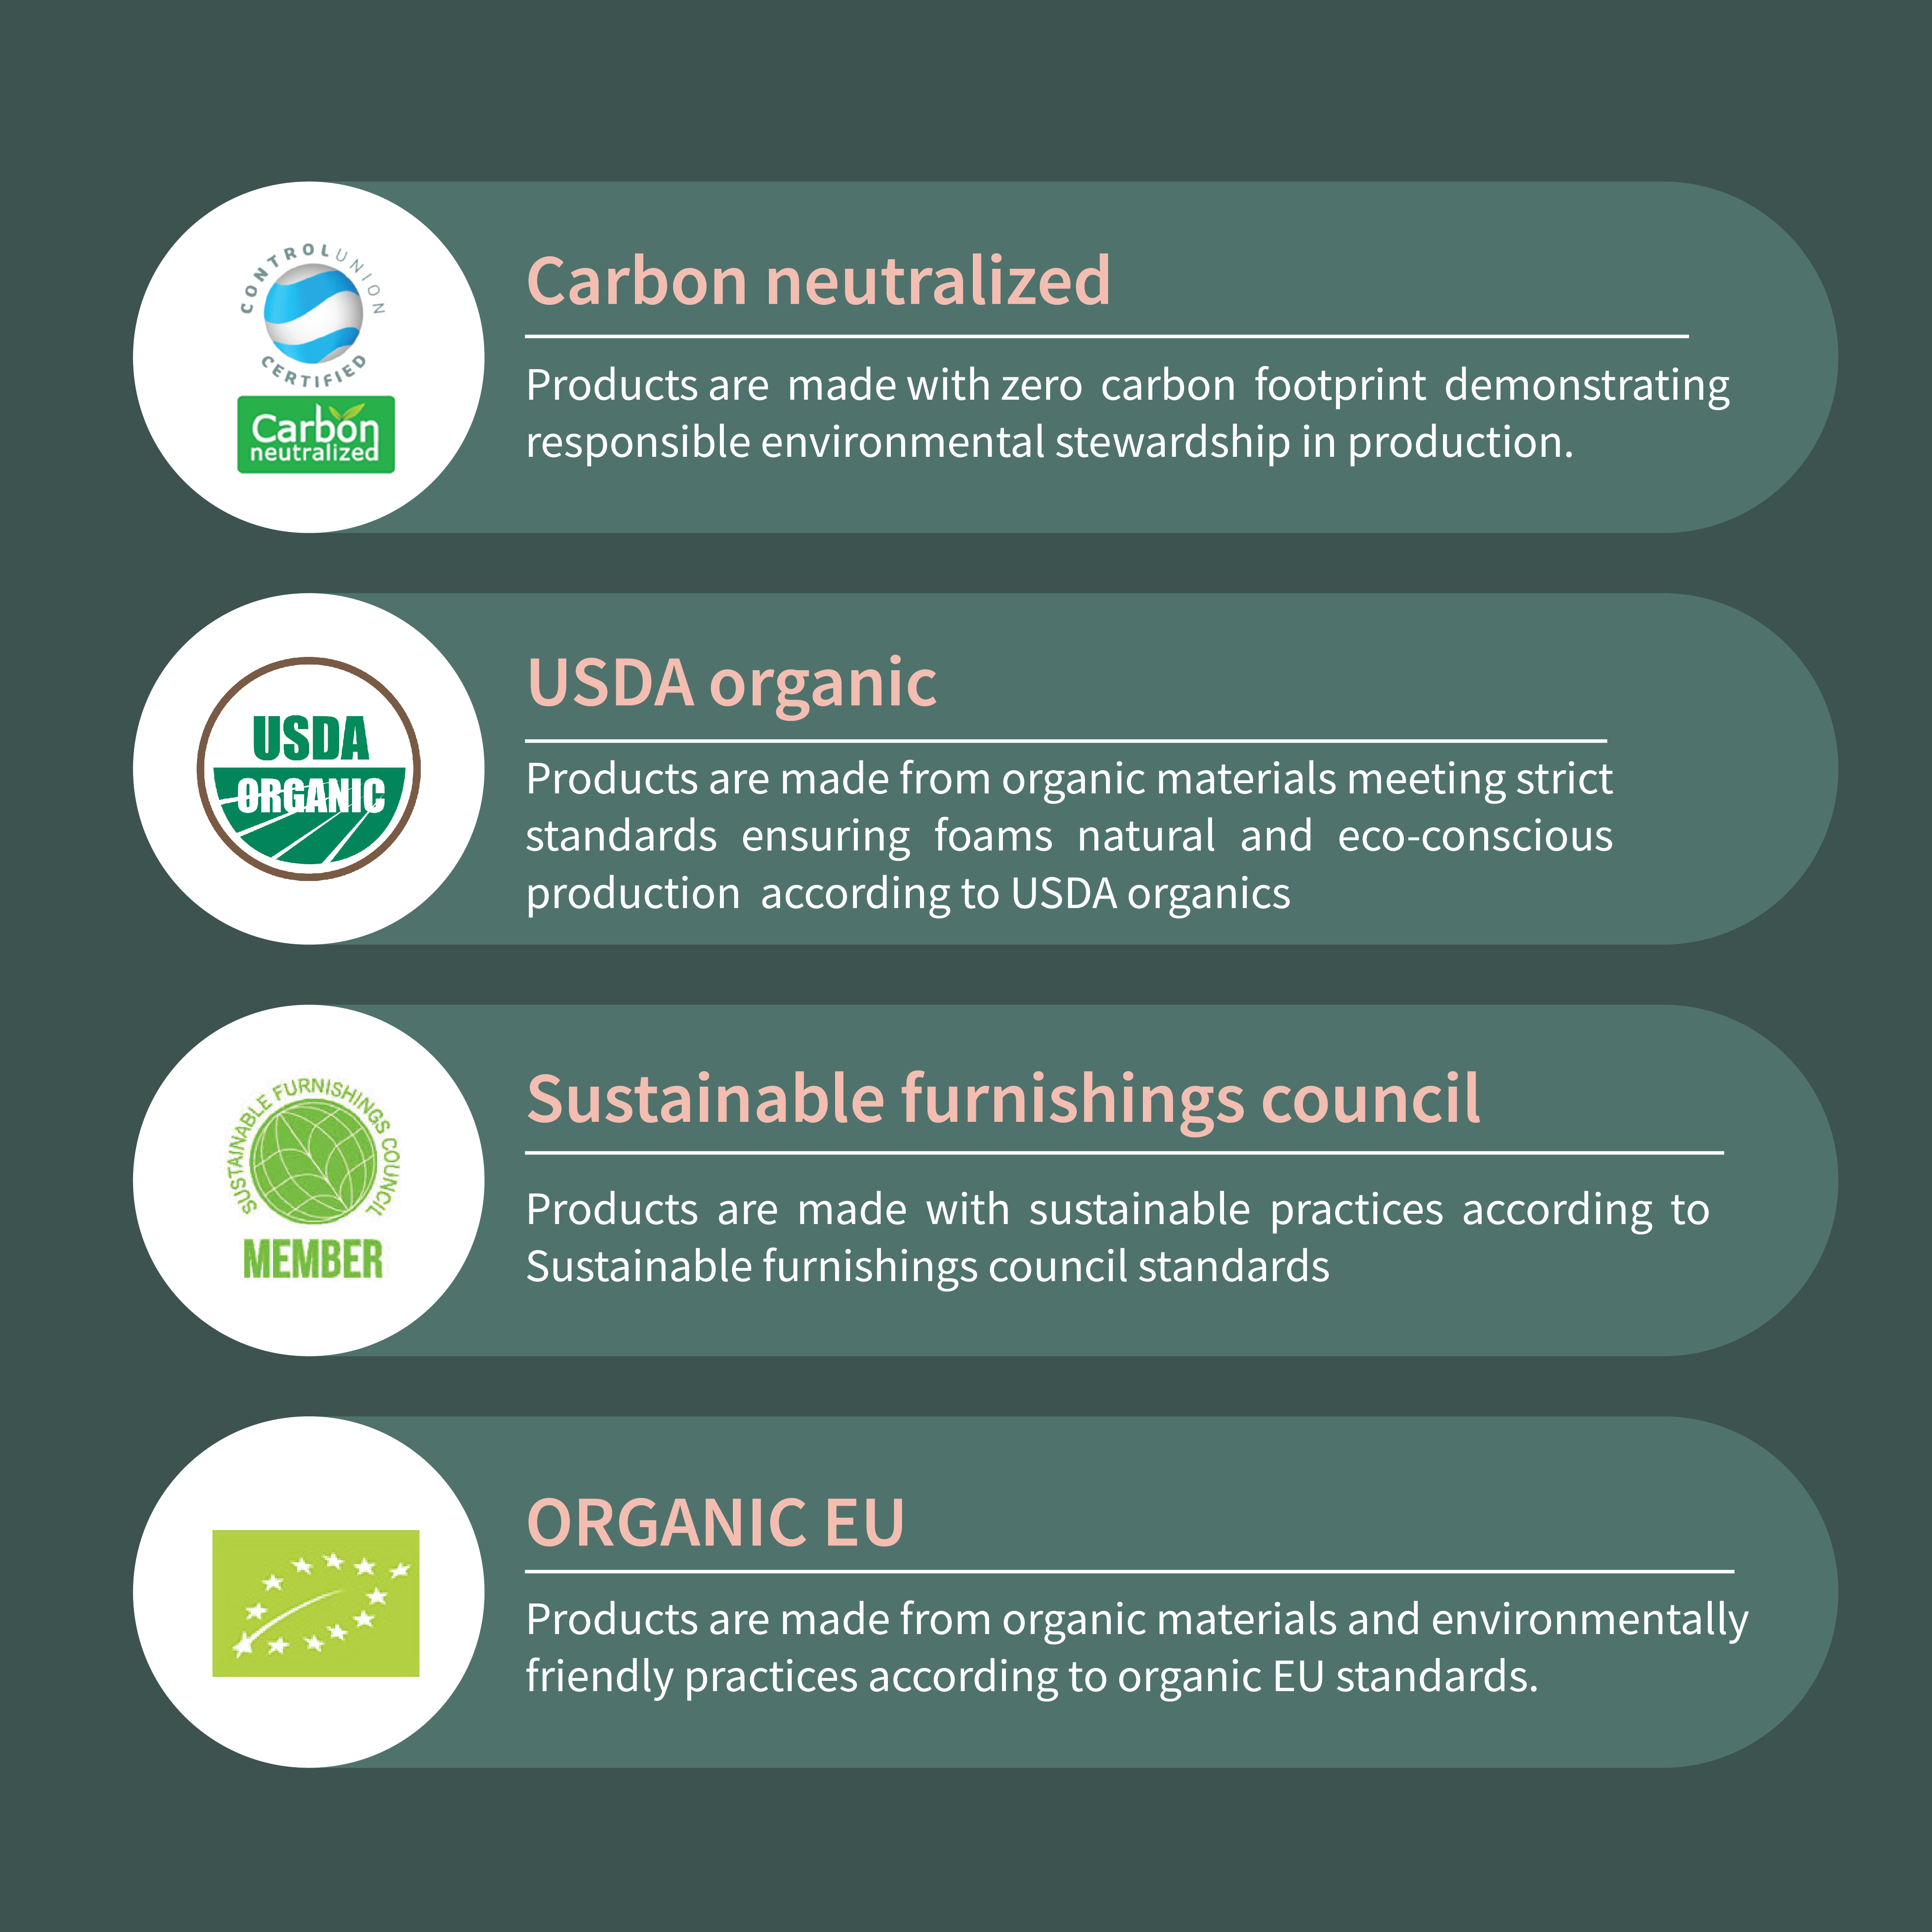 CONTROLUNION
CERTIFIED
Carbon
neutralized
Carbon neutralized
Products are made with zero carbon footprint demonstrating
responsible environmental stewardship in production.
USDA
ORGANIC
USDA organic
Products are made from organic materials meeting strict
standards ensuring foams natural and eco-conscious
production according to USDA organics
SUSTAINABLE FURNISHINGS COUNCIL
MEMBER
Sustainable furnishings council
Products are made with sustainable practices according to
Sustainable furnishings council standards
ORGANIC EU
Products are made from organic materials and environmentally
friendly practices according to organic EU standards.